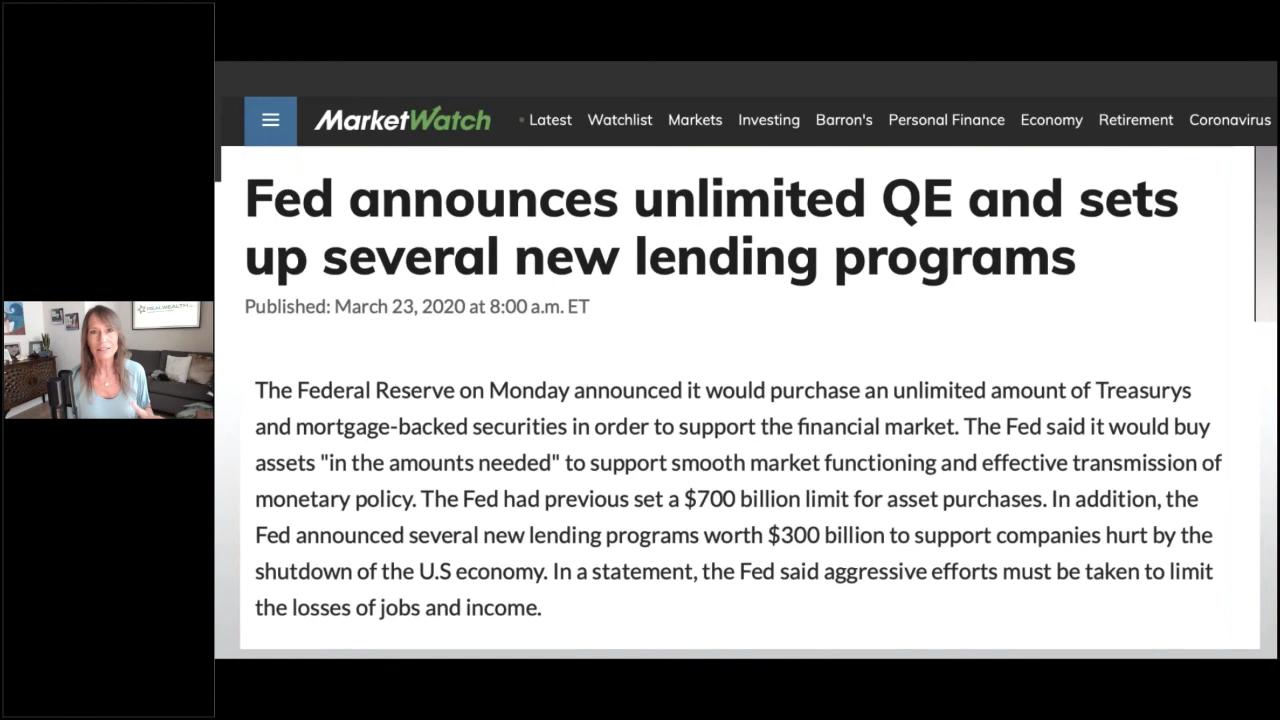 MarketWatch
Latest Watchlist Markets Investing Barron's Personal Finance Economy Retirement Coronavirus
Fed announces unlimited QE and sets
up several new lending programs
Published: March 23, 2020 at 8:00 a.m. ET
The Federal Reserve on Monday announced it would purchase an unlimited amount of Treasurys
and mortgage-backed securities in order to support the financial market. The Fed said it would buy
assets "in the amounts needed" to support smooth market functioning and effective transmission of
monetary policy. The Fed had previous set a $700 billion limit for asset purchases. In addition, the
Fed announced several new lending programs worth $300 billion to support companies hurt by the
shutdown of the U.S economy. In a statement, the Fed said aggressive efforts must be taken to limit
the losses of jobs and income.
REALWEALTH